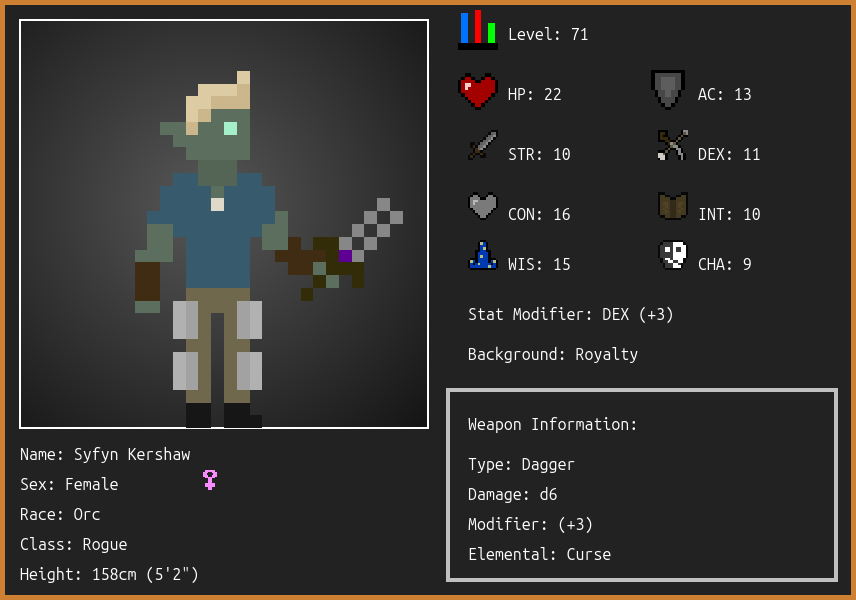 Level: 71
HP: 22
AC: 13
STR: 10
DEX: 11
CON: 16
INT: 10
WIS: 15
CHA: 9
Stat Modifier: DEX (+3)
Background: Royalty
Weapon Information:
Type: Dagger
Damage: d6
Modifier: (+3)
Elemental: Curse
Name: Syfyn Kershaw
Sex: Female
Race: Orc
Class: Rogue
Height: 158cm (5'2")